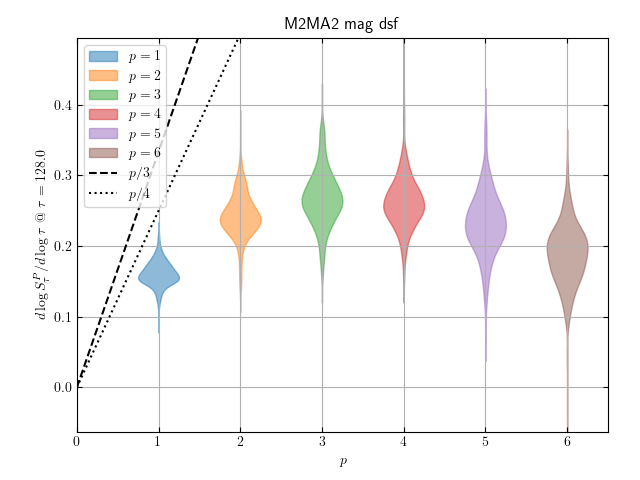 M2MA2 mag dsf
p = 1
p = 2
p = 3
p = 4
p = 5
p = 6
p/3
p/4
d log S_τ^P / d log τ @ τ = 128.0
0.4
0.3
0.2
0.1
0.0
0 1 2 3 4 5 6
p